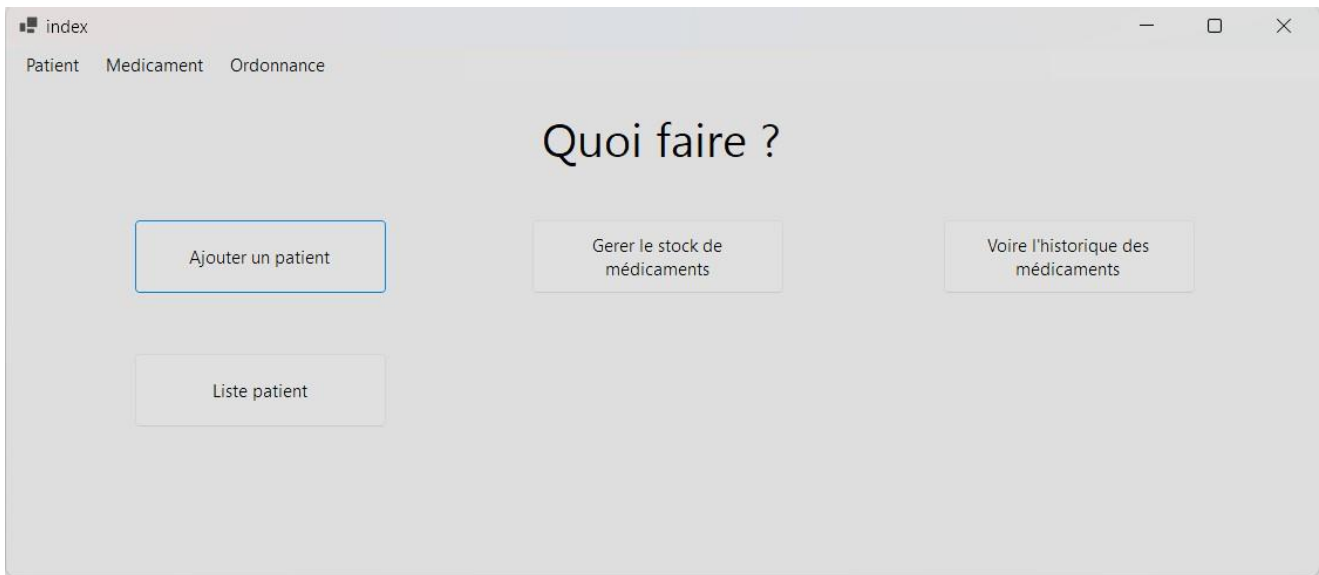 index
Patient Medicament Ordonnance
Quoi faire ?
Ajouter un patient
Gerer le stock de
médicaments
Voire l'historique des
médicaments
Liste patient